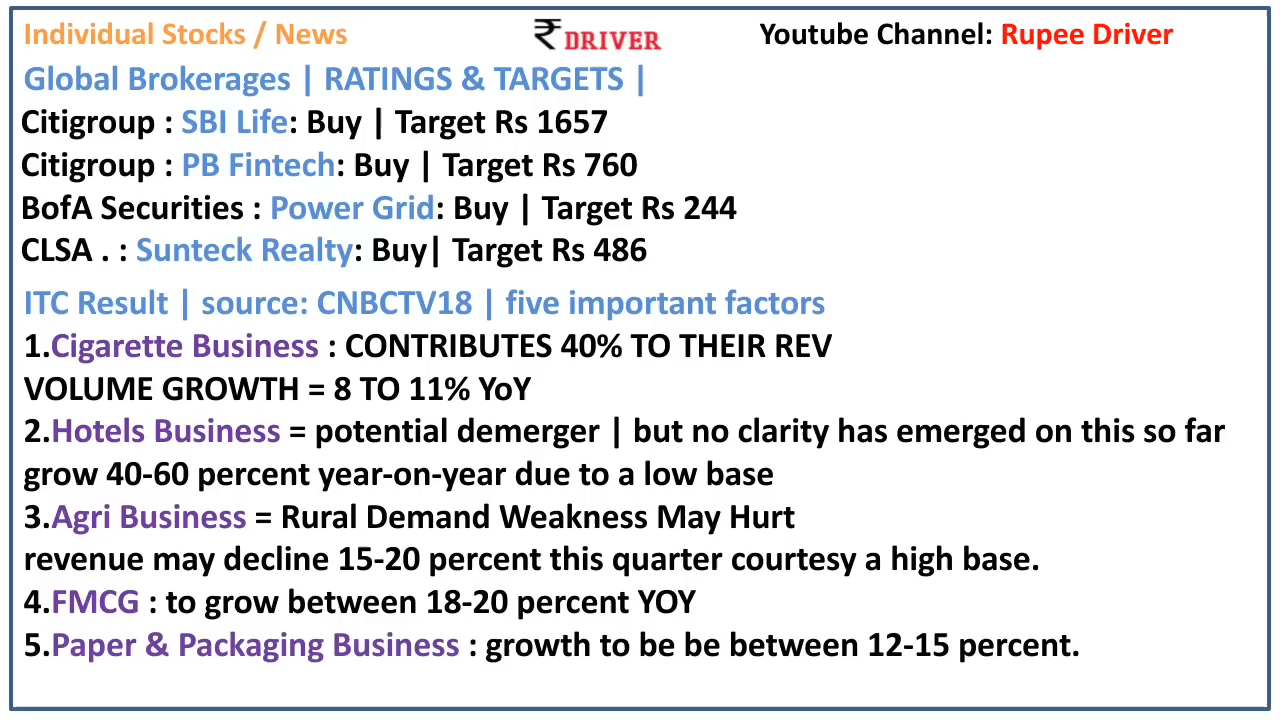 Individual Stocks / News
₹ DRIVER
Youtube Channel: Rupee Driver
Global Brokerages | RATINGS & TARGETS |
Citigroup : SBI Life: Buy | Target Rs 1657
Citigroup : PB Fintech: Buy | Target Rs 760
BofA Securities : Power Grid: Buy | Target Rs 244
CLSA . : Sunteck Realty: Buy| Target Rs 486
ITC Result | source: CNBCTV18 | five important factors
1.Cigarette Business : CONTRIBUTES 40% TO THEIR REV
VOLUME GROWTH = 8 TO 11% YoY
2.Hotels Business = potential demerger | but no clarity has emerged on this so far
grow 40-60 percent year-on-year due to a low base
3.Agri Business = Rural Demand Weakness May Hurt
revenue may decline 15-20 percent this quarter courtesy a high base.
4.FMCG : to grow between 18-20 percent YOY
5.Paper & Packaging Business : growth to be be between 12-15 percent.